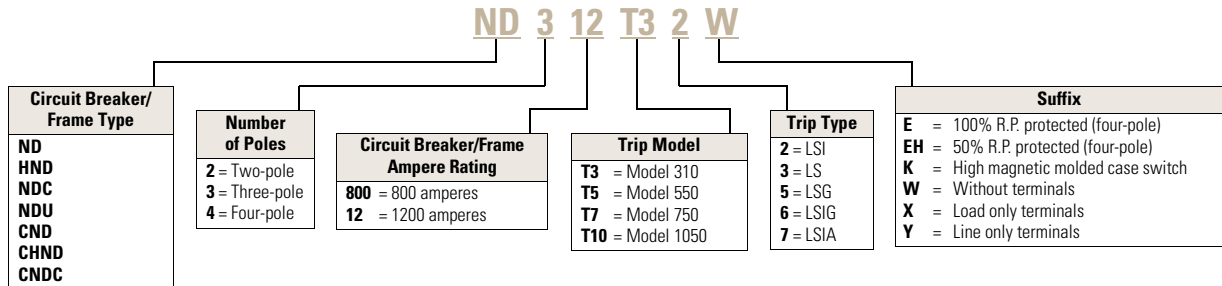 ND 3 12 T3 2 W
Circuit Breaker/
Frame Type
ND
HND
NDC
NDU
CND
CHND
CNDC
Number
of Poles
2 = Two-pole
3 = Three-pole
4 = Four-pole
Circuit Breaker/Frame
Ampere Rating
800 = 800 amperes
12 = 1200 amperes
Trip Model
T3 = Model 310
T5 = Model 550
T7 = Model 750
T10 = Model 1050
Trip Type
2 = LSI
3 = LS
5 = LSG
6 = LSIG
7 = LSIA
Suffix
E = 100% R.P. protected (four-pole)
EH = 50% R.P. protected (four-pole)
K = High magnetic molded case switch
W = Without terminals
X = Load only terminals
Y = Line only terminals